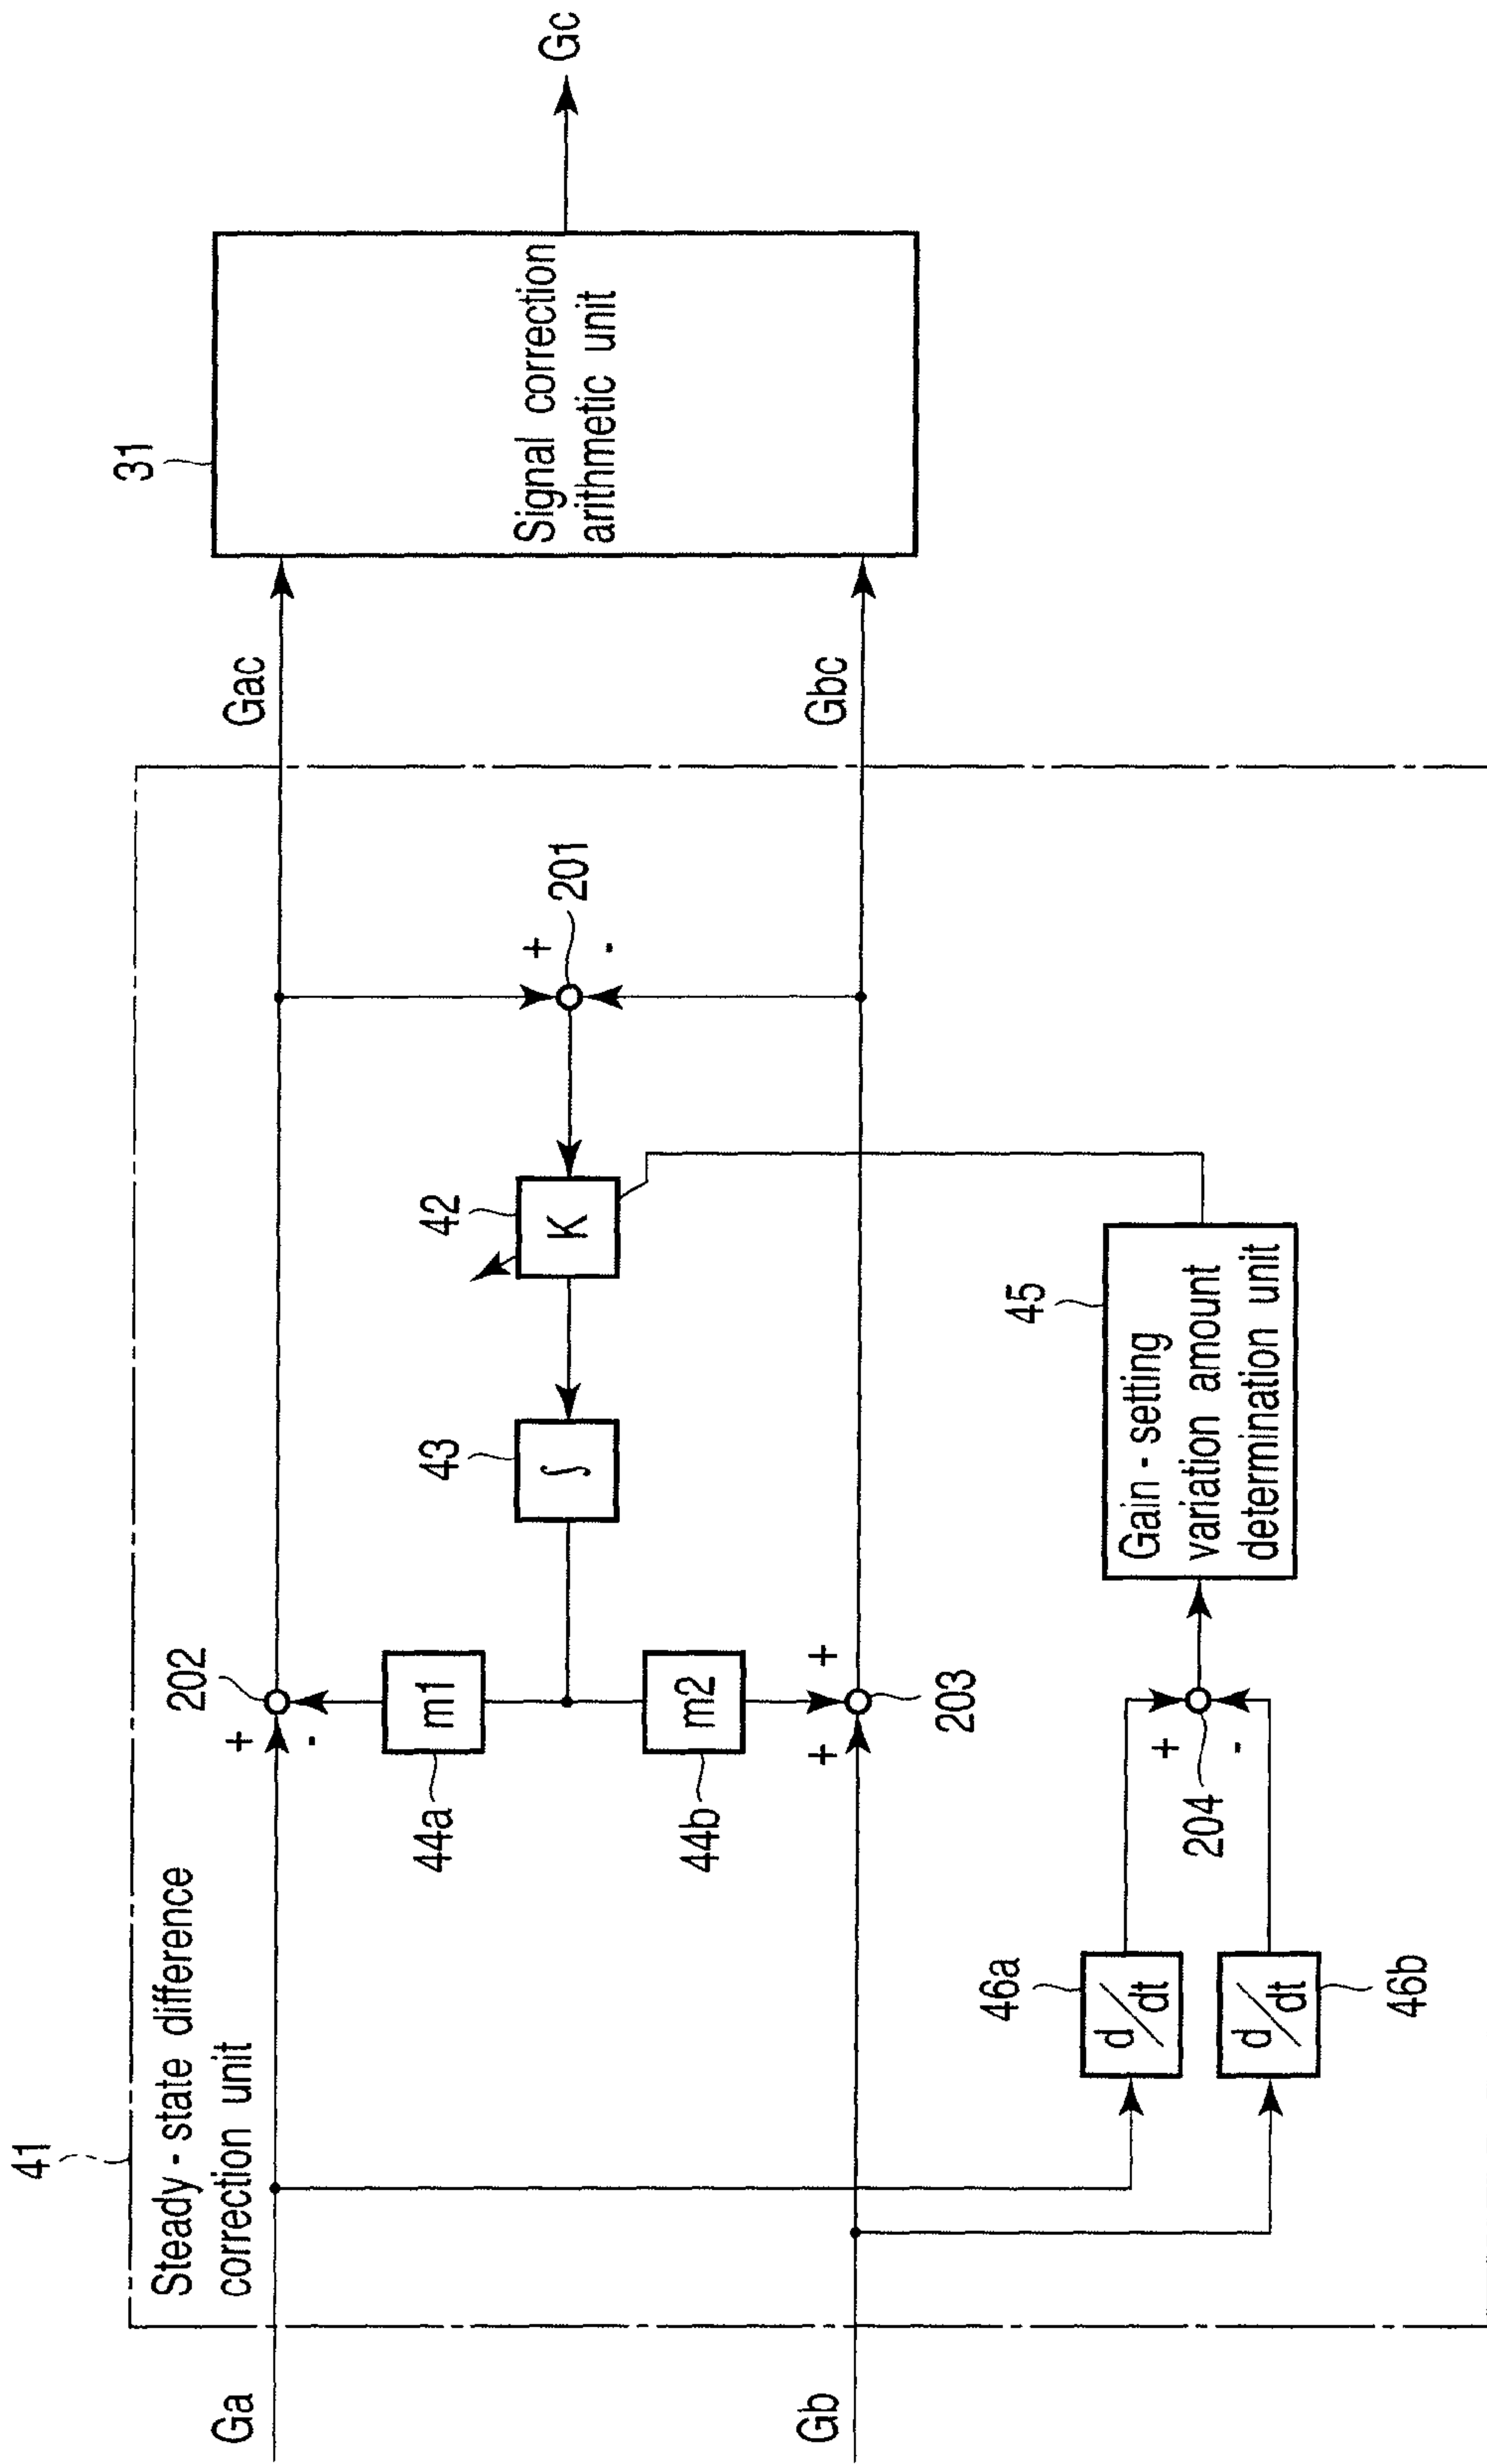 41
Steady - state difference
correction unit
Ga
Gb
202
+
-
m1
44a
m2
44b
+
+
203
43
∫
42
K
+
-
201
Gac
Gbc
31
Signal correction
arithmetic unit
Gc
46a
d/dt
46b
d/dt
+
-
204
45
Gain - setting
variation amount
determination unit